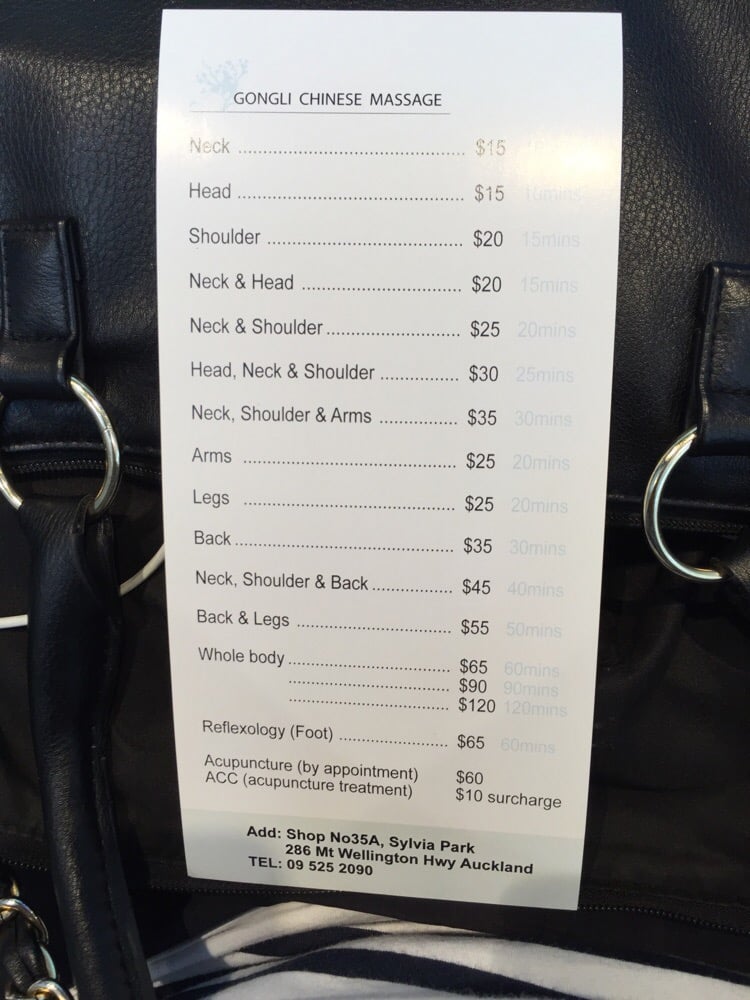 GONGLI CHINESE MASSAGE
Neck ........................................................ $15
Head ........................................................ $15 10mins
Shoulder ................................................ $20 15mins
Neck & Head ........................................ $20 15mins
Neck & Shoulder .................................. $25 20mins
Head, Neck & Shoulder ................... $30 25mins
Neck, Shoulder & Arms ................... $35 30mins
Arms ..................................................... $25 20mins
Legs ..................................................... $25 20mins
Back ....................................................... $35 30mins
Neck, Shoulder & Back .................... $45 40mins
Back & Legs ....................................... $55 50mins
Whole body ........................................ $65 60mins
........................................ $90 90mins
........................................ $120 120mins
Reflexology (Foot) ........................... $65 60mins
Acupuncture (by appointment) $60
ACC (acupuncture treatment) $10 surcharge
Add: Shop No35A, Sylvia Park
286 Mt Wellington Hwy Auckland
TEL: 09 525 2090